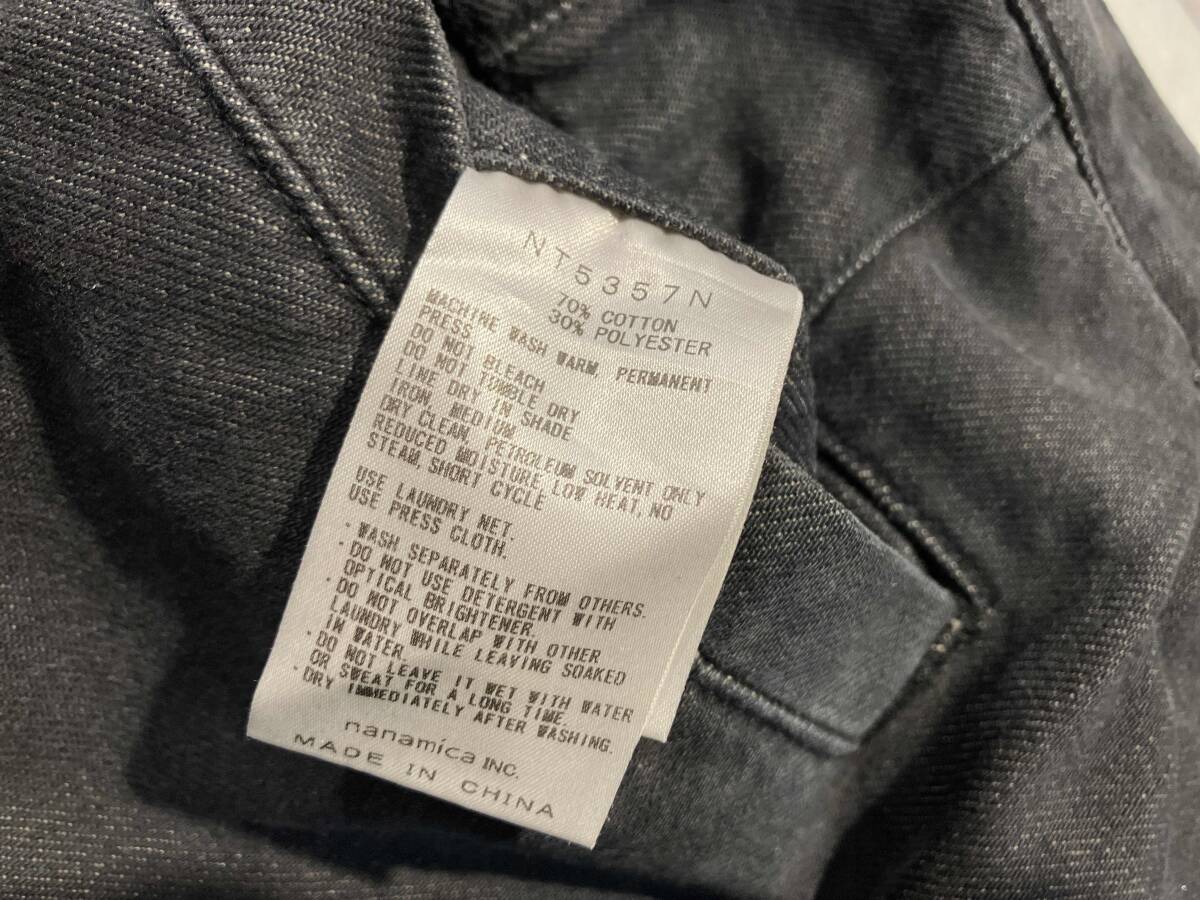 NT5357N
70% COTTON
30% POLYESTER
MACHINE WASH WARM, PERMANENT
PRESS
DO NOT BLEACH
DO NOT TUMBLE DRY
LINE DRY IN SHADE
IRON, MEDIUM
DRY CLEAN, PETROLEUM SOLVENT ONLY
REDUCED MOISTURE LOW HEAT, NO
STEAM, SHORT CYCLE
USE LAUNDRY NET.
USE PRESS CLOTH.
・WASH SEPARATELY FROM OTHERS.
・DO NOT USE DETERGENT WITH
OPTICAL BRIGHTENER.
・DO NOT OVERLAP WITH OTHER
LAUNDRY WHILE LEAVING SOAKED
IN WATER
・DO NOT LEAVE IT WET WITH WATER
OR SWEAT FOR A LONG TIME.
・DRY IMMEDIATELY AFTER WASHING.
nanamica INC.
MADE IN CHINA